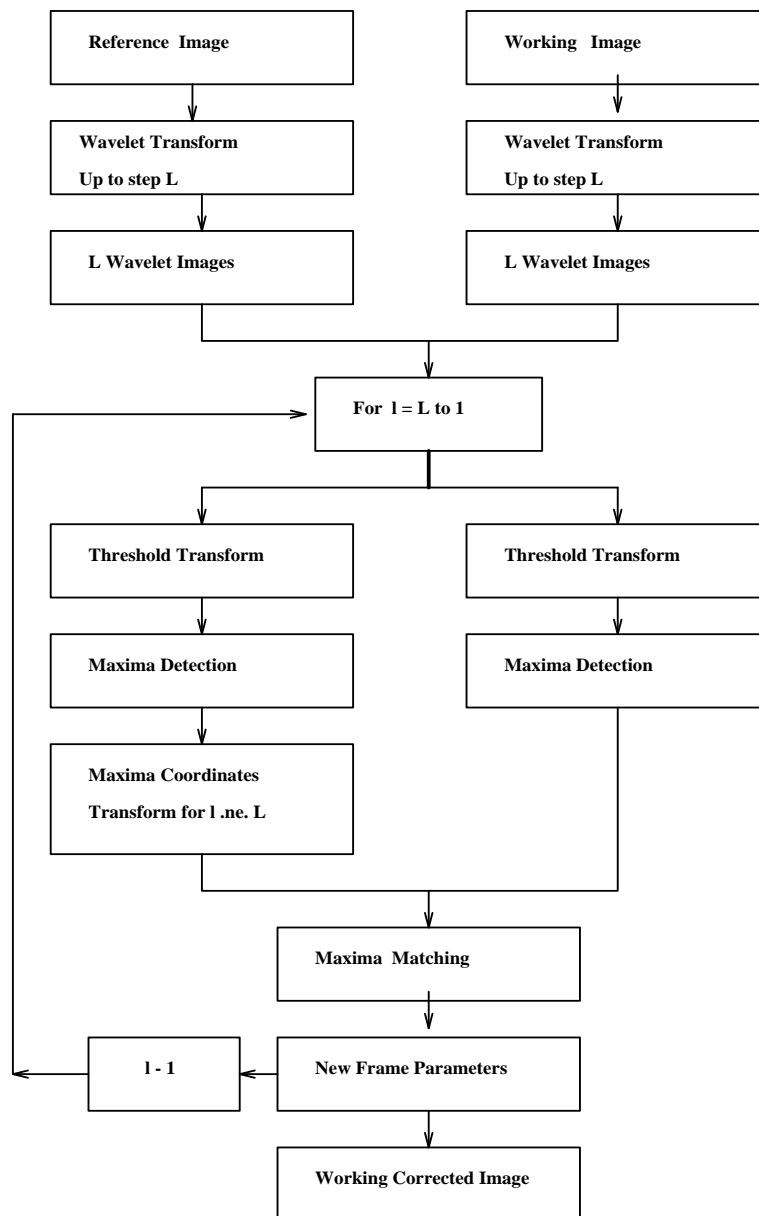 Reference Image
Working Image
Wavelet Transform
Up to step L
Wavelet Transform
Up to step L
L Wavelet Images
L Wavelet Images
For l = L to 1
Threshold Transform
Threshold Transform
Maxima Detection
Maxima Detection
Maxima Coordinates
Transform for l .ne. L
Maxima Matching
l - 1
New Frame Parameters
Working Corrected Image